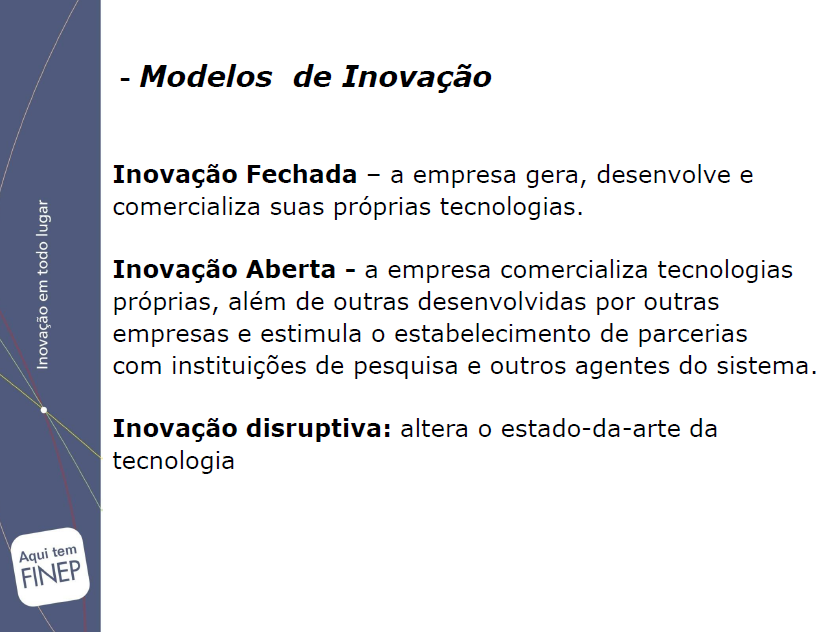 - Modelos de Inovação
Inovação Fechada – a empresa gera, desenvolve e
comercializa suas próprias tecnologias.
Inovação Aberta - a empresa comercializa tecnologias
próprias, além de outras desenvolvidas por outras
empresas e estimula o estabelecimento de parcerias
com instituições de pesquisa e outros agentes do sistema.
Inovação disruptiva: altera o estado-da-arte da
tecnologia
Inovação em todo lugar
Aqui tem
FINEP